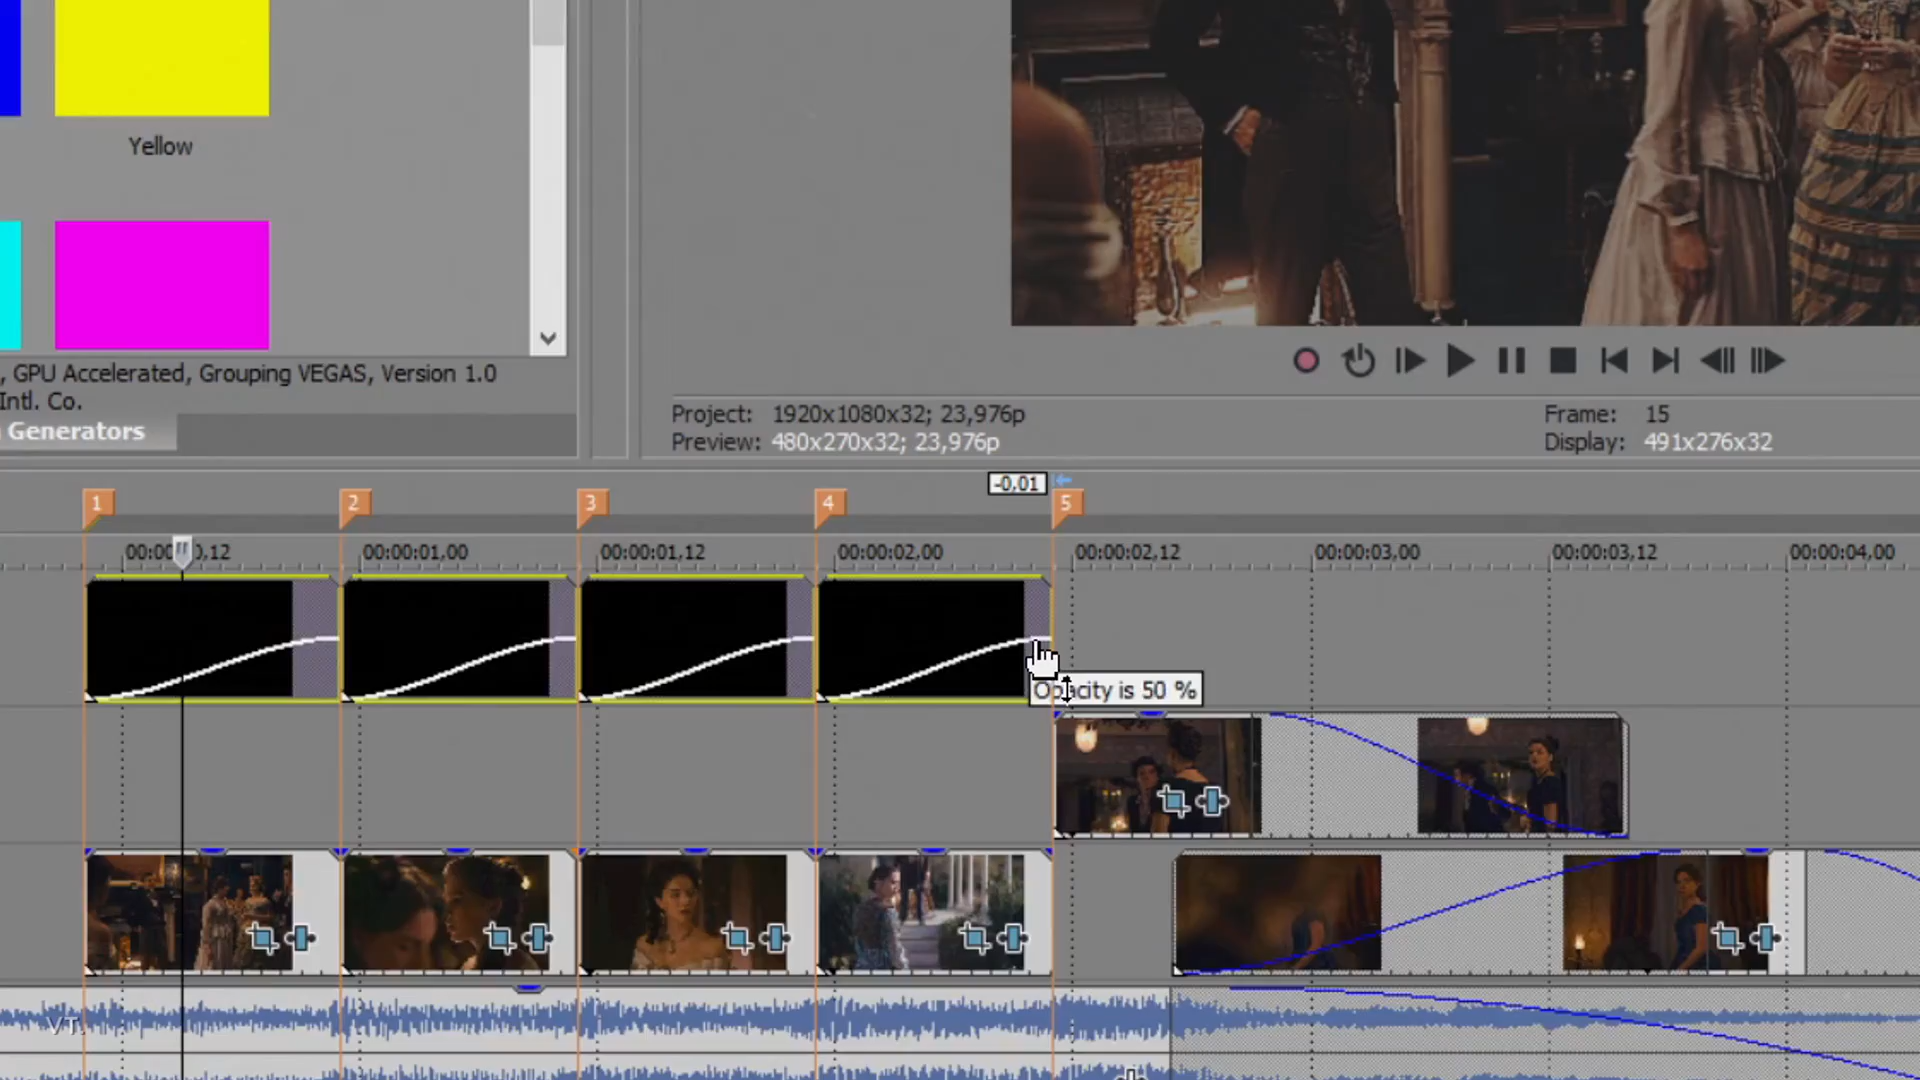 Yellow
, GPU Accelerated, Grouping VEGAS, Version 1.0
Intl. Co.
Generators
Project: 1920x1080x32; 23,976p
Preview: 480x270x32; 23,976p
Frame: 15
Display: 491x276x32
-0,01
1
2
3
4
5
00:00:01,00
00:00:01,12
00:00:02,00
00:00:02,12
00:00:03,00
00:00:03,12
00:00:04,00
Opacity is 50 %